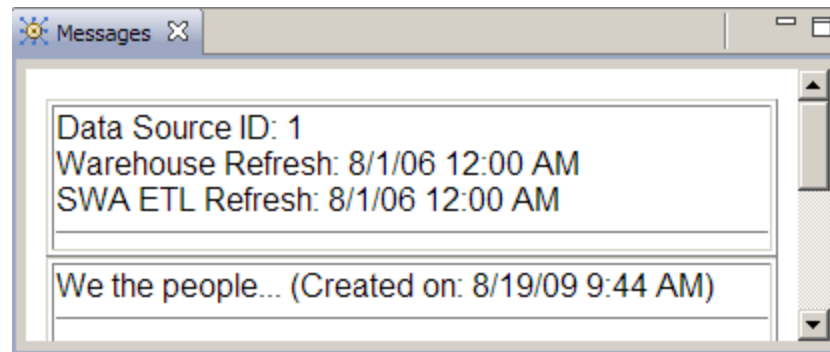 Messages
Data Source ID: 1
Warehouse Refresh: 8/1/06 12:00 AM
SWA ETL Refresh: 8/1/06 12:00 AM
We the people... (Created on: 8/19/09 9:44 AM)